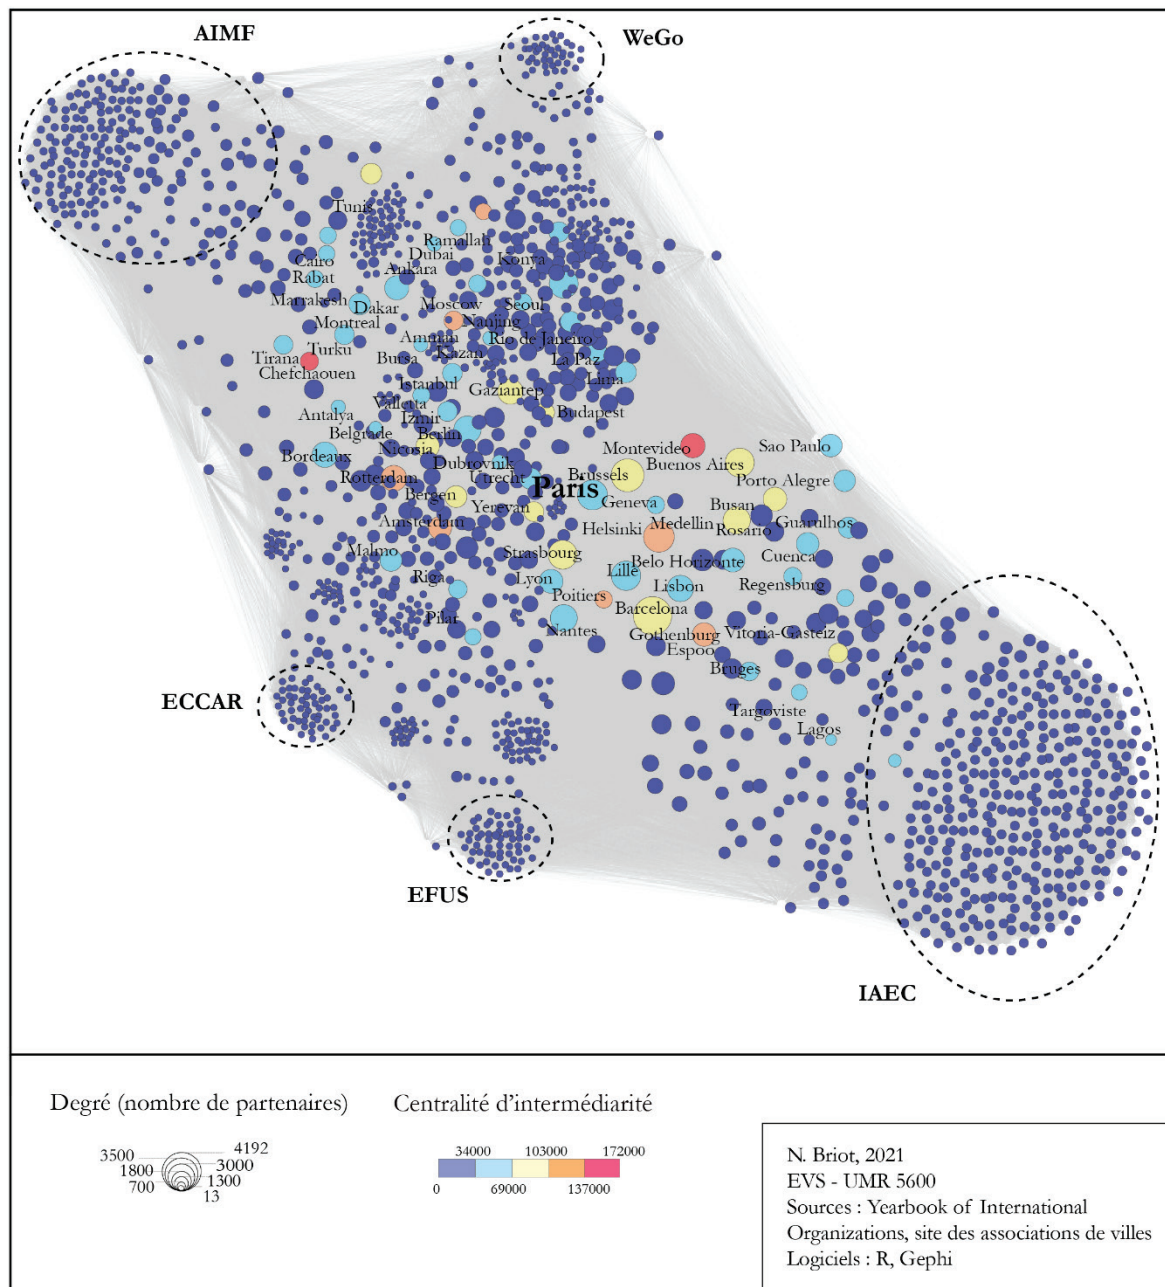 AIMF
WeGo
Tunis
Ramallah
Dubai
Konya
Cairo
Ankara
Rabat
Marrakesh
Dakar
Moscow
Seoul
Montreal
Nanjing
Amman
Rio de Janeiro
Turku
Tirana
Bursa
Kazan
La Paz
Chefchaouen
Istanbul
Lima
Gaziantep
Valletta
Antalya
Izmir
Budapest
Belgrade
Berlin
Montevideo
Sao Paulo
Nicosia
Bordeaux
Dubrovnik
Buenos Aires
Rotterdam
Utrecht
Brussels
Porto Alegre
Paris
Bergen
Geneva
Busan
Yerevan
Amsterdam
Helsinki
Medellin
Rosario
Guarulhos
Malmo
Strasbourg
Cuenca
Belo Horizonte
Riga
Lyon
Lille
Lisbon
Regensburg
Poitiers
Pilar
Barcelona
Nantes
Gothenburg
Vitoria-Gasteiz
Espoo
Bruges
ECCAR
Targoviste
Lagos
EFUS
IAEC
Degré (nombre de partenaires)
3500
4192
1800
3000
700
1300
13
Centralité d'intermédiarité
34000
103000
172000
0
69000
137000
N. Briot, 2021
EVS - UMR 5600
Sources : Yearbook of International
Organizations, site des associations de villes
Logiciels : R, Gephi